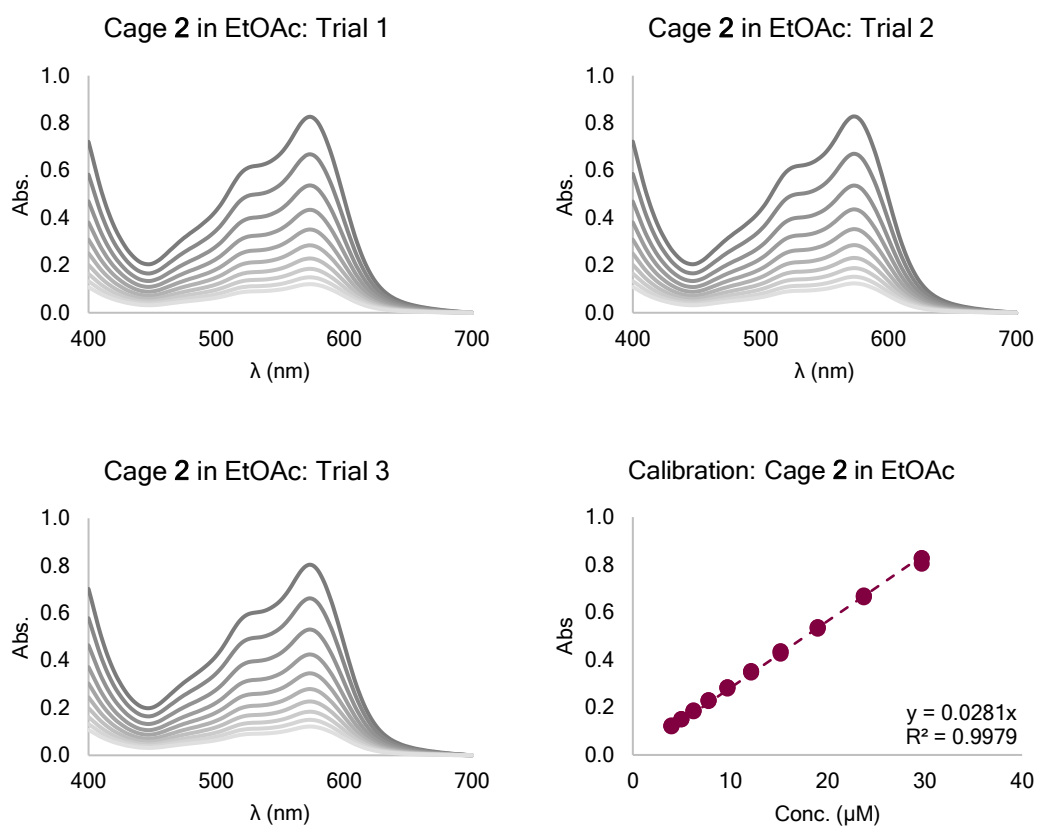 Cage 2 in EtOAc: Trial 1
1.0
0.8
0.6
0.4
0.2
0.0
Abs.
400
500
600
700
λ (nm)
Cage 2 in EtOAc: Trial 2
1.0
0.8
0.6
0.4
0.2
0.0
Abs.
400
500
600
700
λ (nm)
Cage 2 in EtOAc: Trial 3
1.0
0.8
0.6
0.4
0.2
0.0
Abs.
400
500
600
700
λ (nm)
Calibration: Cage 2 in EtOAc
1.0
0.8
0.6
0.4
0.2
0.0
Abs
y = 0.0281x
R² = 0.9979
0
10
20
30
40
Conc. (µM)